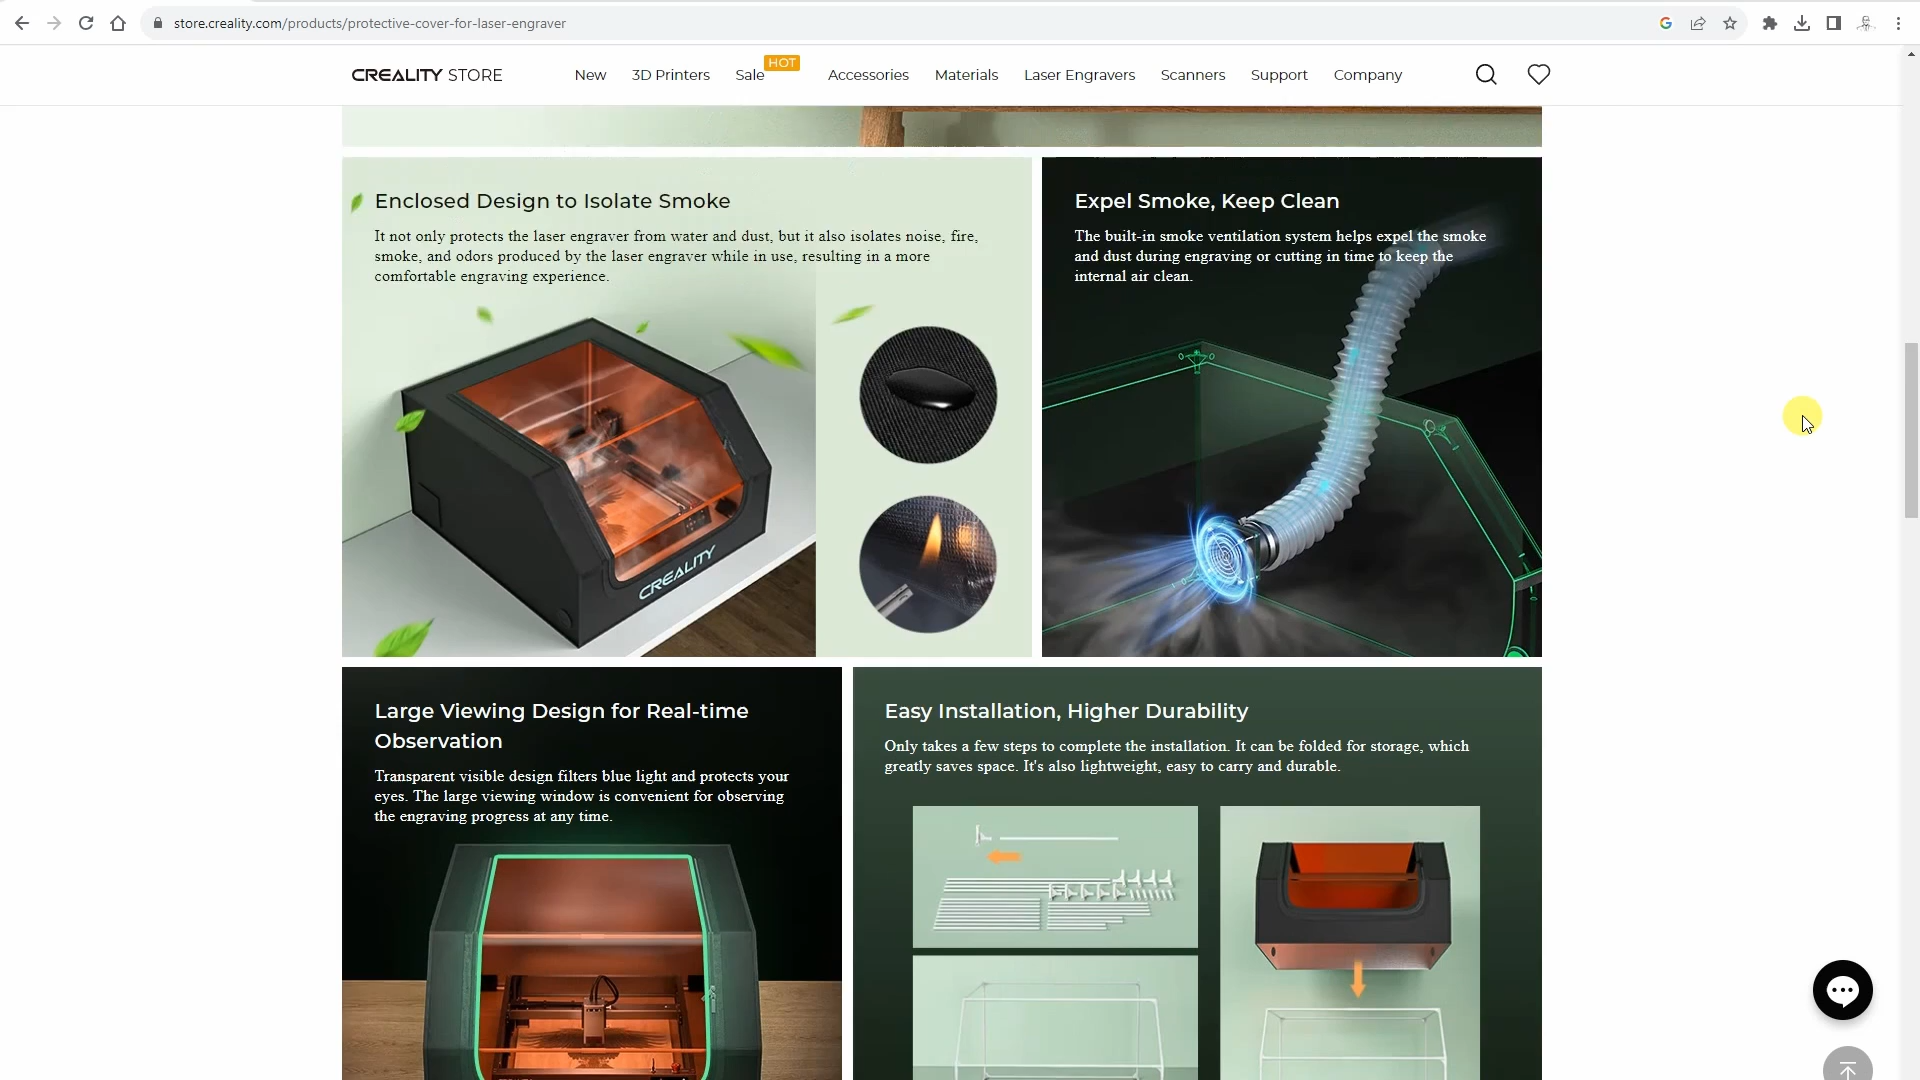 store.creality.com/products/protective-cover-for-laser-engraver
CREALITY STORE
New
3D Printers
Sale
HOT
Accessories
Materials
Laser Engravers
Scanners
Support
Company
Enclosed Design to Isolate Smoke
It not only protects the laser engraver from water and dust, but it also isolates noise, fire,
smoke, and odors produced by the laser engraver while in use, resulting in a more
comfortable engraving experience.
CREALITY
Expel Smoke, Keep Clean
The built-in smoke ventilation system helps expel the smoke
and dust during engraving or cutting in time to keep the
internal air clean.
Large Viewing Design for Real-time
Observation
Transparent visible design filters blue light and protects your
eyes. The large viewing window is convenient for observing
the engraving progress at any time.
Easy Installation, Higher Durability
Only takes a few steps to complete the installation. It can be folded for storage, which
greatly saves space. It's also lightweight, easy to carry and durable.